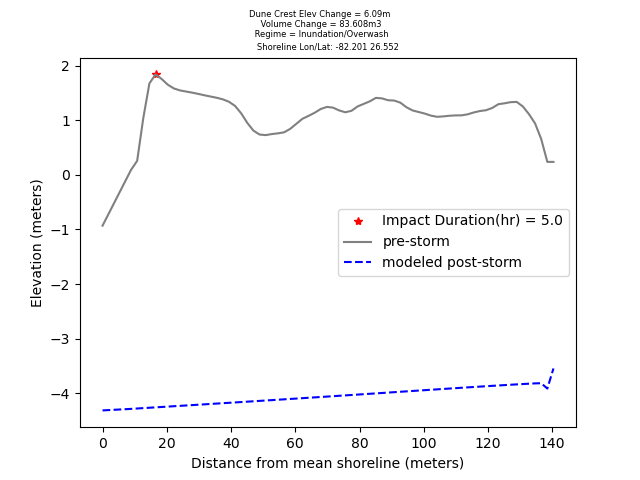 Dune Crest Elev Change = 6.09m
Volume Change = 83.608m3
Regime = Inundation/Overwash
Shoreline Lon/Lat: -82.201 26.552
2
1
0
−1
−2
−3
−4
Elevation (meters)
Impact Duration(hr) = 5.0
pre-storm
modeled post-storm
0 20 40 60 80 100 120 140
Distance from mean shoreline (meters)